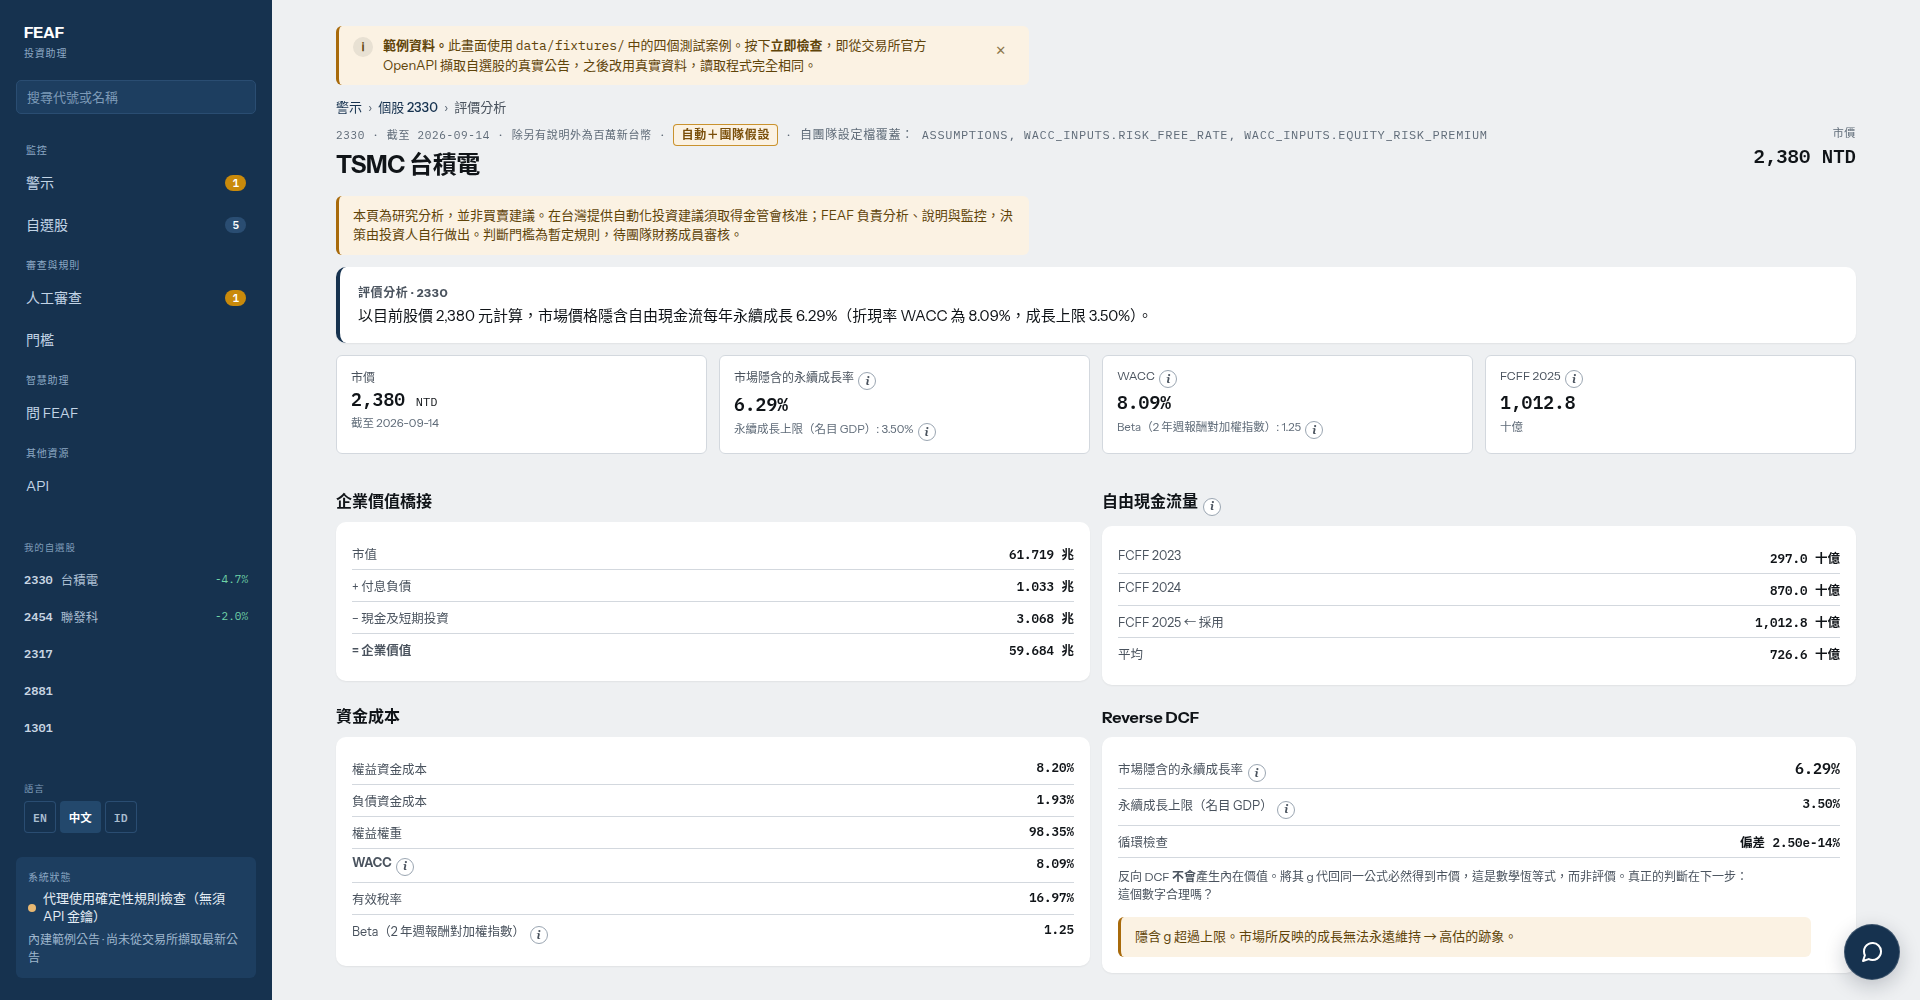 FEAF
投資助理
搜尋代號或名稱
監控
警示 1
自選股 5
審查與規則
人工審查 1
門檻
智慧助理
問 FEAF
其他資源
API
我的自選股
2330 台積電 -4.7%
2454 聯發科 -2.0%
2317
2881
1301
語言
EN 中文 ID
系統狀態
代理使用確定性規則檢查（無須
API 金鑰）
內建範例公告·尚未從交易所擷取最新公
告
i 範例資料。此畫面使用 data/fixtures/ 中的四個測試案例。按下立即檢查，即從交易所官方 ×
OpenAPI 擷取自選股的真實公告，之後改用真實資料，讀取程式完全相同。
警示 › 個股 2330 › 評價分析
2330 · 截至 2026-09-14 · 除另有說明外為百萬新台幣 · 自動＋團隊假設 · 自團隊設定檔覆蓋： ASSUMPTIONS, WACC_INPUTS.RISK_FREE_RATE, WACC_INPUTS.EQUITY_RISK_PREMIUM
TSMC 台積電
市價
2,380 NTD
本頁為研究分析，並非買賣建議。在台灣提供自動化投資建議須取得金管會核准；FEAF 負責分析、說明與監控，決
策由投資人自行做出。判斷門檻為暫定規則，待團隊財務成員審核。
評價分析 · 2330
以目前股價 2,380 元計算，市場價格隱含自由現金流每年永續成長 6.29%（折現率 WACC 為 8.09%，成長上限 3.50%）。
市價
2,380 NTD
截至 2026-09-14
市場隱含的永續成長率 i
6.29%
永續成長上限（名目 GDP）: 3.50% i
WACC i
8.09%
Beta（2 年週報酬對加權指數）: 1.25 i
FCFF 2025 i
1,012.8
十億
企業價值橋接
市值 61.719 兆
+ 付息負債 1.033 兆
− 現金及短期投資 3.068 兆
= 企業價值 59.684 兆
自由現金流量 i
FCFF 2023 297.0 十億
FCFF 2024 870.0 十億
FCFF 2025 ← 採用 1,012.8 十億
平均 726.6 十億
資金成本
權益資金成本 8.20%
負債資金成本 1.93%
權益權重 98.35%
WACC i 8.09%
有效稅率 16.97%
Beta（2 年週報酬對加權指數） i 1.25
Reverse DCF
市場隱含的永續成長率 i 6.29%
永續成長上限（名目 GDP） i 3.50%
循環檢查 偏差 2.50e-14%
反向 DCF 不會產生內在價值。將其 g 代回同一公式必然得到市價，這是數學恆等式，而非評價。真正的判斷在下一步：
這個數字合理嗎？
隱含 g 超過上限。市場所反映的成長無法永遠維持 → 高估的跡象。